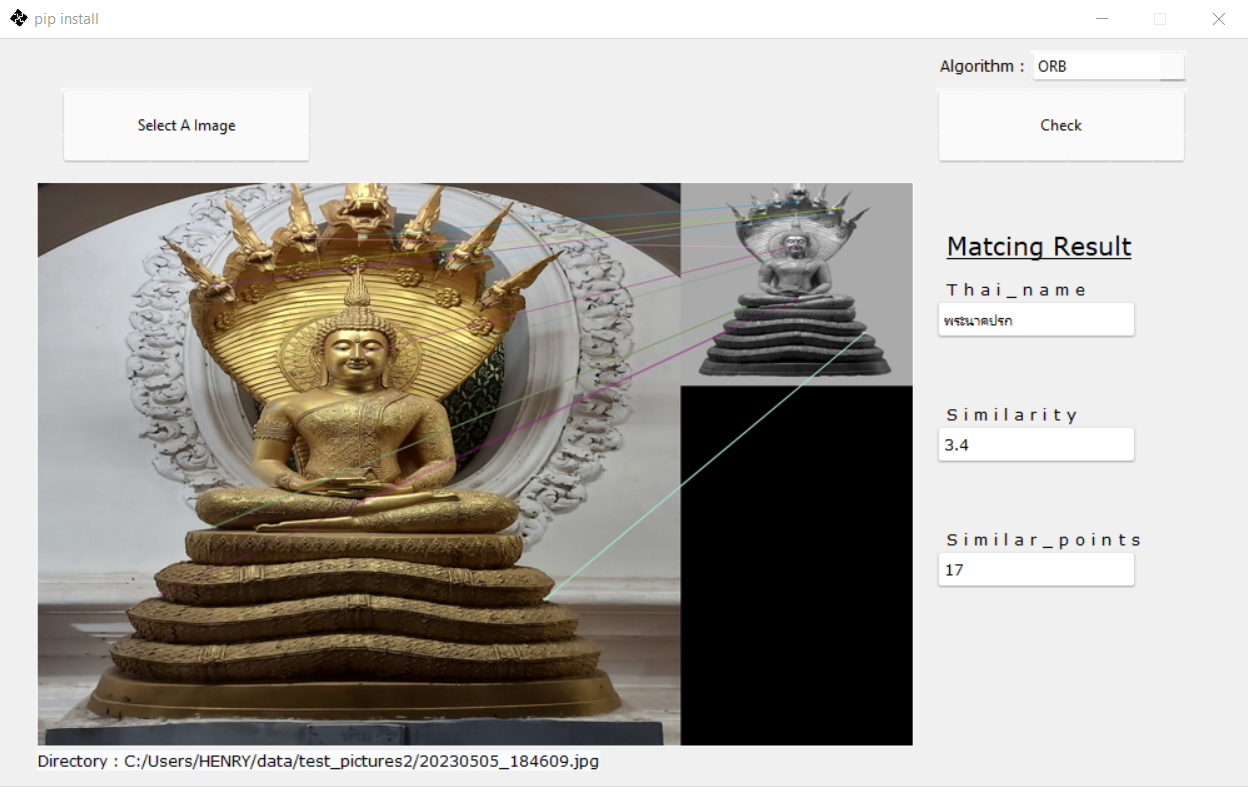 pip install
Algorithm : ORB
Select A Image
Check
Matcing Result
Thai_name
พระนาคปรก
Similarity
3.4
Similar_points
17
Directory : C:/Users/HENRY/data/test_pictures2/20230505_184609.jpg